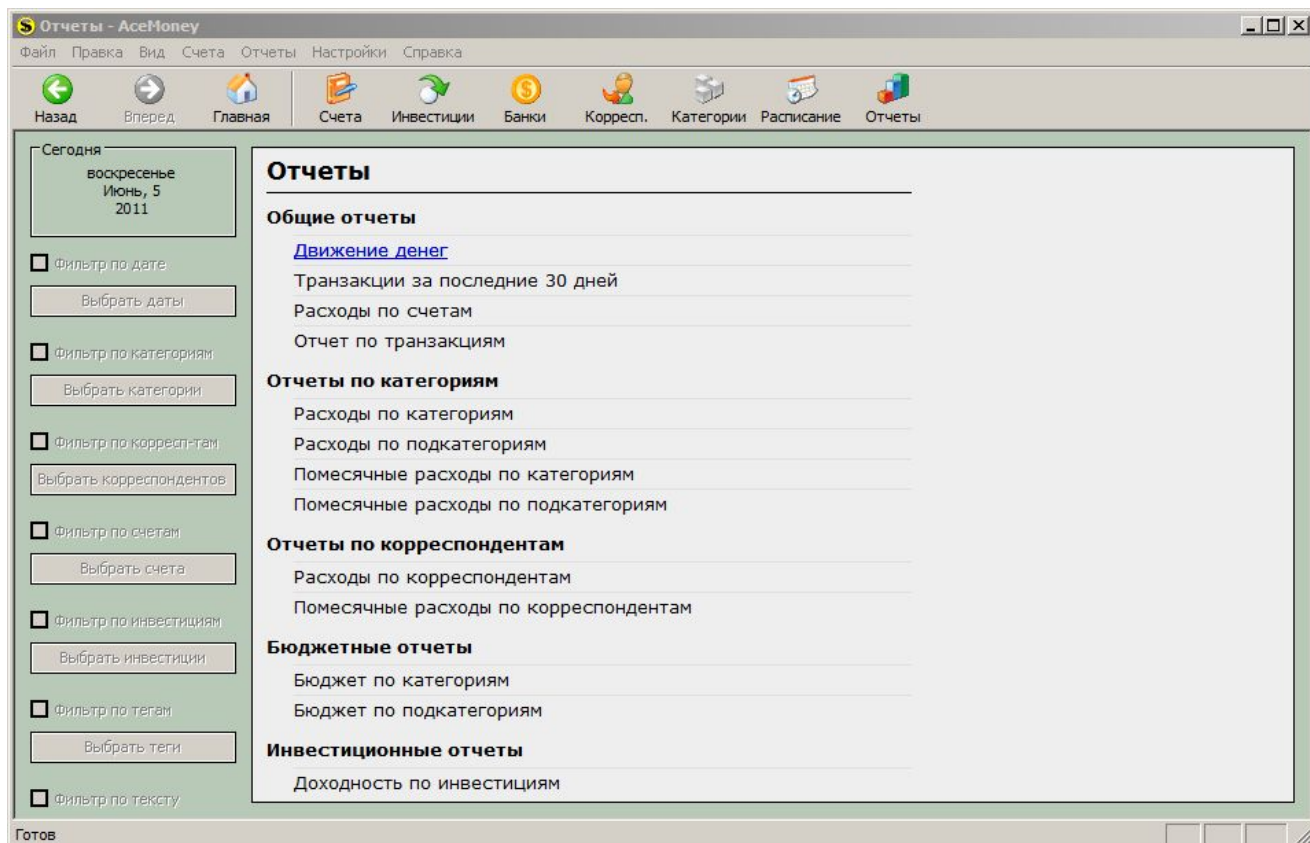 Отчеты - AceMoney
Файл Правка Вид Счета Отчеты Настройки Справка
Назад Вперед Главная Счета Инвестиции Банки Корресп. Категории Расписание Отчеты
Сегодня
воскресенье
Июнь, 5
2011
Фильтр по дате
Выбрать даты
Фильтр по категориям
Выбрать категории
Фильтр по корресп-там
Выбрать корреспондентов
Фильтр по счетам
Выбрать счета
Фильтр по инвестициям
Выбрать инвестиции
Фильтр по тегам
Выбрать теги
Фильтр по тексту
Отчеты
Общие отчеты
Движение денег
Транзакции за последние 30 дней
Расходы по счетам
Отчет по транзакциям
Отчеты по категориям
Расходы по категориям
Расходы по подкатегориям
Помесячные расходы по категориям
Помесячные расходы по подкатегориям
Отчеты по корреспондентам
Расходы по корреспондентам
Помесячные расходы по корреспондентам
Бюджетные отчеты
Бюджет по категориям
Бюджет по подкатегориям
Инвестиционные отчеты
Доходность по инвестициям
Готов